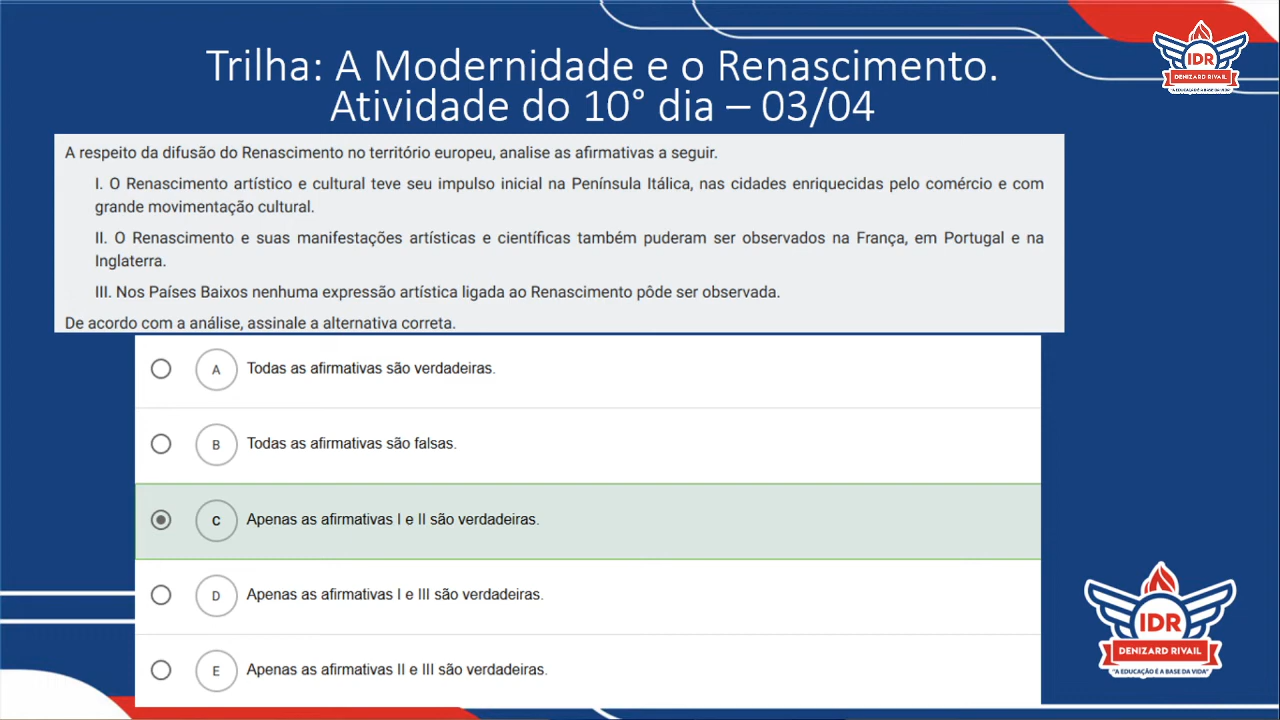 Trilha: A Modernidade e o Renascimento.
Atividade do 10° dia – 03/04
IDR
DENIZARD RIVAIL
"A EDUCAÇÃO É A BASE DA VIDA"
A respeito da difusão do Renascimento no território europeu, analise as afirmativas a seguir.
I. O Renascimento artístico e cultural teve seu impulso inicial na Península Itálica, nas cidades enriquecidas pelo comércio e com
grande movimentação cultural.
II. O Renascimento e suas manifestações artísticas e científicas também puderam ser observados na França, em Portugal e na
Inglaterra.
III. Nos Países Baixos nenhuma expressão artística ligada ao Renascimento pôde ser observada.
De acordo com a análise, assinale a alternativa correta.
A Todas as afirmativas são verdadeiras.
B Todas as afirmativas são falsas.
C Apenas as afirmativas I e II são verdadeiras.
D Apenas as afirmativas I e III são verdadeiras.
E Apenas as afirmativas II e III são verdadeiras.
IDR
DENIZARD RIVAIL
"A EDUCAÇÃO É A BASE DA VIDA"